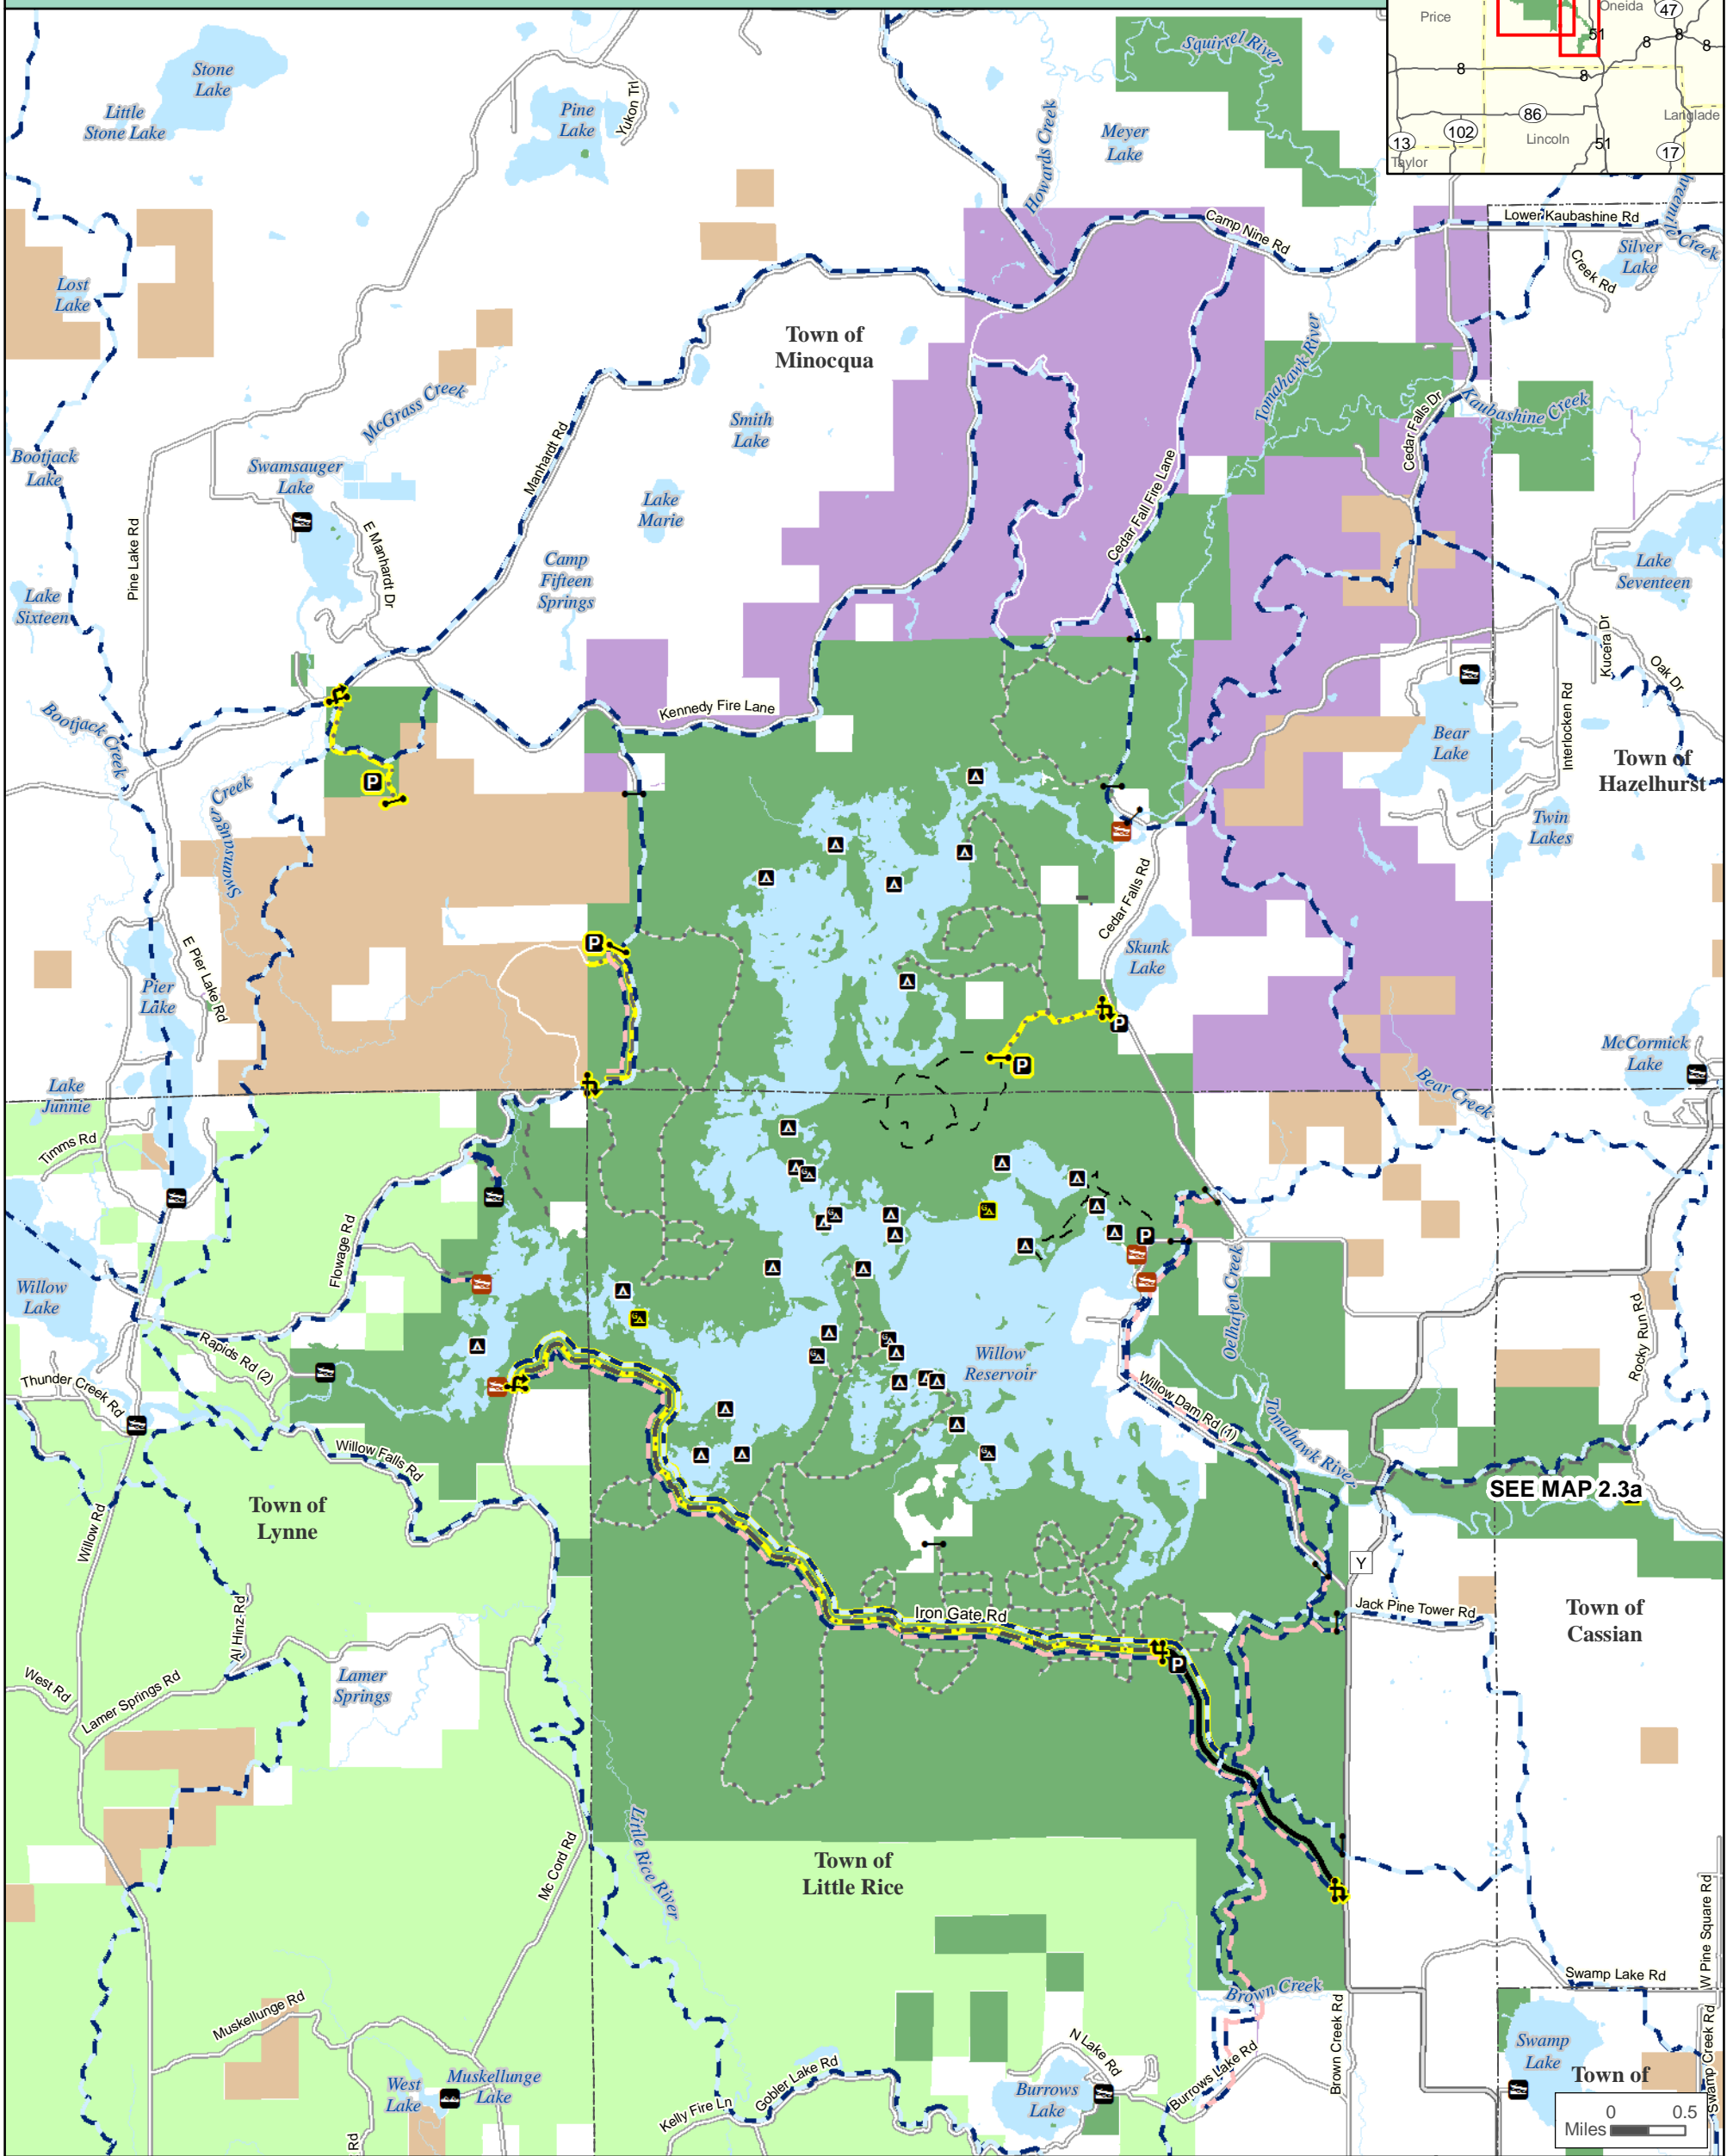 Price
Oneida
47
51
8
8
8
8
8
86
Langlade
102
13
Lincoln
51
17
Taylor
Squirrel River
Stone
Lake
Little
Stone Lake
Pine
Lake
Yukon Trl
Howards Creek
Meyer
Lake
Camp Nine Rd
Lower Kaubashine Rd
Creek
Silver
Lake
Creek Rd
Lost
Lake
Town of
Minocqua
Tomahawk River
McGrass Creek
Kaubashine Creek
Cedar Falls Dr
Smith
Lake
Manhardt Rd
Bootjack
Lake
Swamsauger
Lake
Lake
Marie
Cedar Fall Fire Lane
Pine Lake Rd
E Manhardt Dr
Camp
Fifteen
Springs
Lake
Seventeen
Lake
Sixteen
Kucera Dr
Oak Dr
Kennedy Fire Lane
Interlocken Rd
Bootjack Creek
Bear
Lake
Town of
Hazelhurst
P
Swamsauger Creek
Twin
Lakes
Cedar Falls Rd
Skunk
Lake
P
E Pier Lake Rd
Pier
Lake
P
P
McCormick
Lake
Bear Creek
Lake
Junnie
Timms Rd
Flowage Rd
P
Oelhafen Creek
Willow
Lake
Rocky Run Rd
Rapids Rd (2)
Willow
Reservoir
Thunder Creek Rd
Willow Dam Rd (1)
Tomahawk River
Willow Falls Rd
SEE MAP 2.3a
Town of
Lynne
Willow Rd
Y
Al Hinz-Rd
Iron Gate Rd
Jack Pine Tower Rd
Town of
Cassian
P
West Rd
Lamer Springs Rd
Lamer
Springs
Little Rice River
Mc Cord Rd
Town of
Little Rice
W Pine Square Rd
Swamp Lake Rd
Brown Creek
Muskellunge Rd
Brown Creek Rd
Swamp Creek Rd
N Lake Rd
Swamp
Lake
Town of
West
Lake
Muskellunge
Lake
Gobler Lake Rd
Burrows
Lake
Burrows Lake Rd
Kelly Fire Ln
Rd
0 0.5
Miles